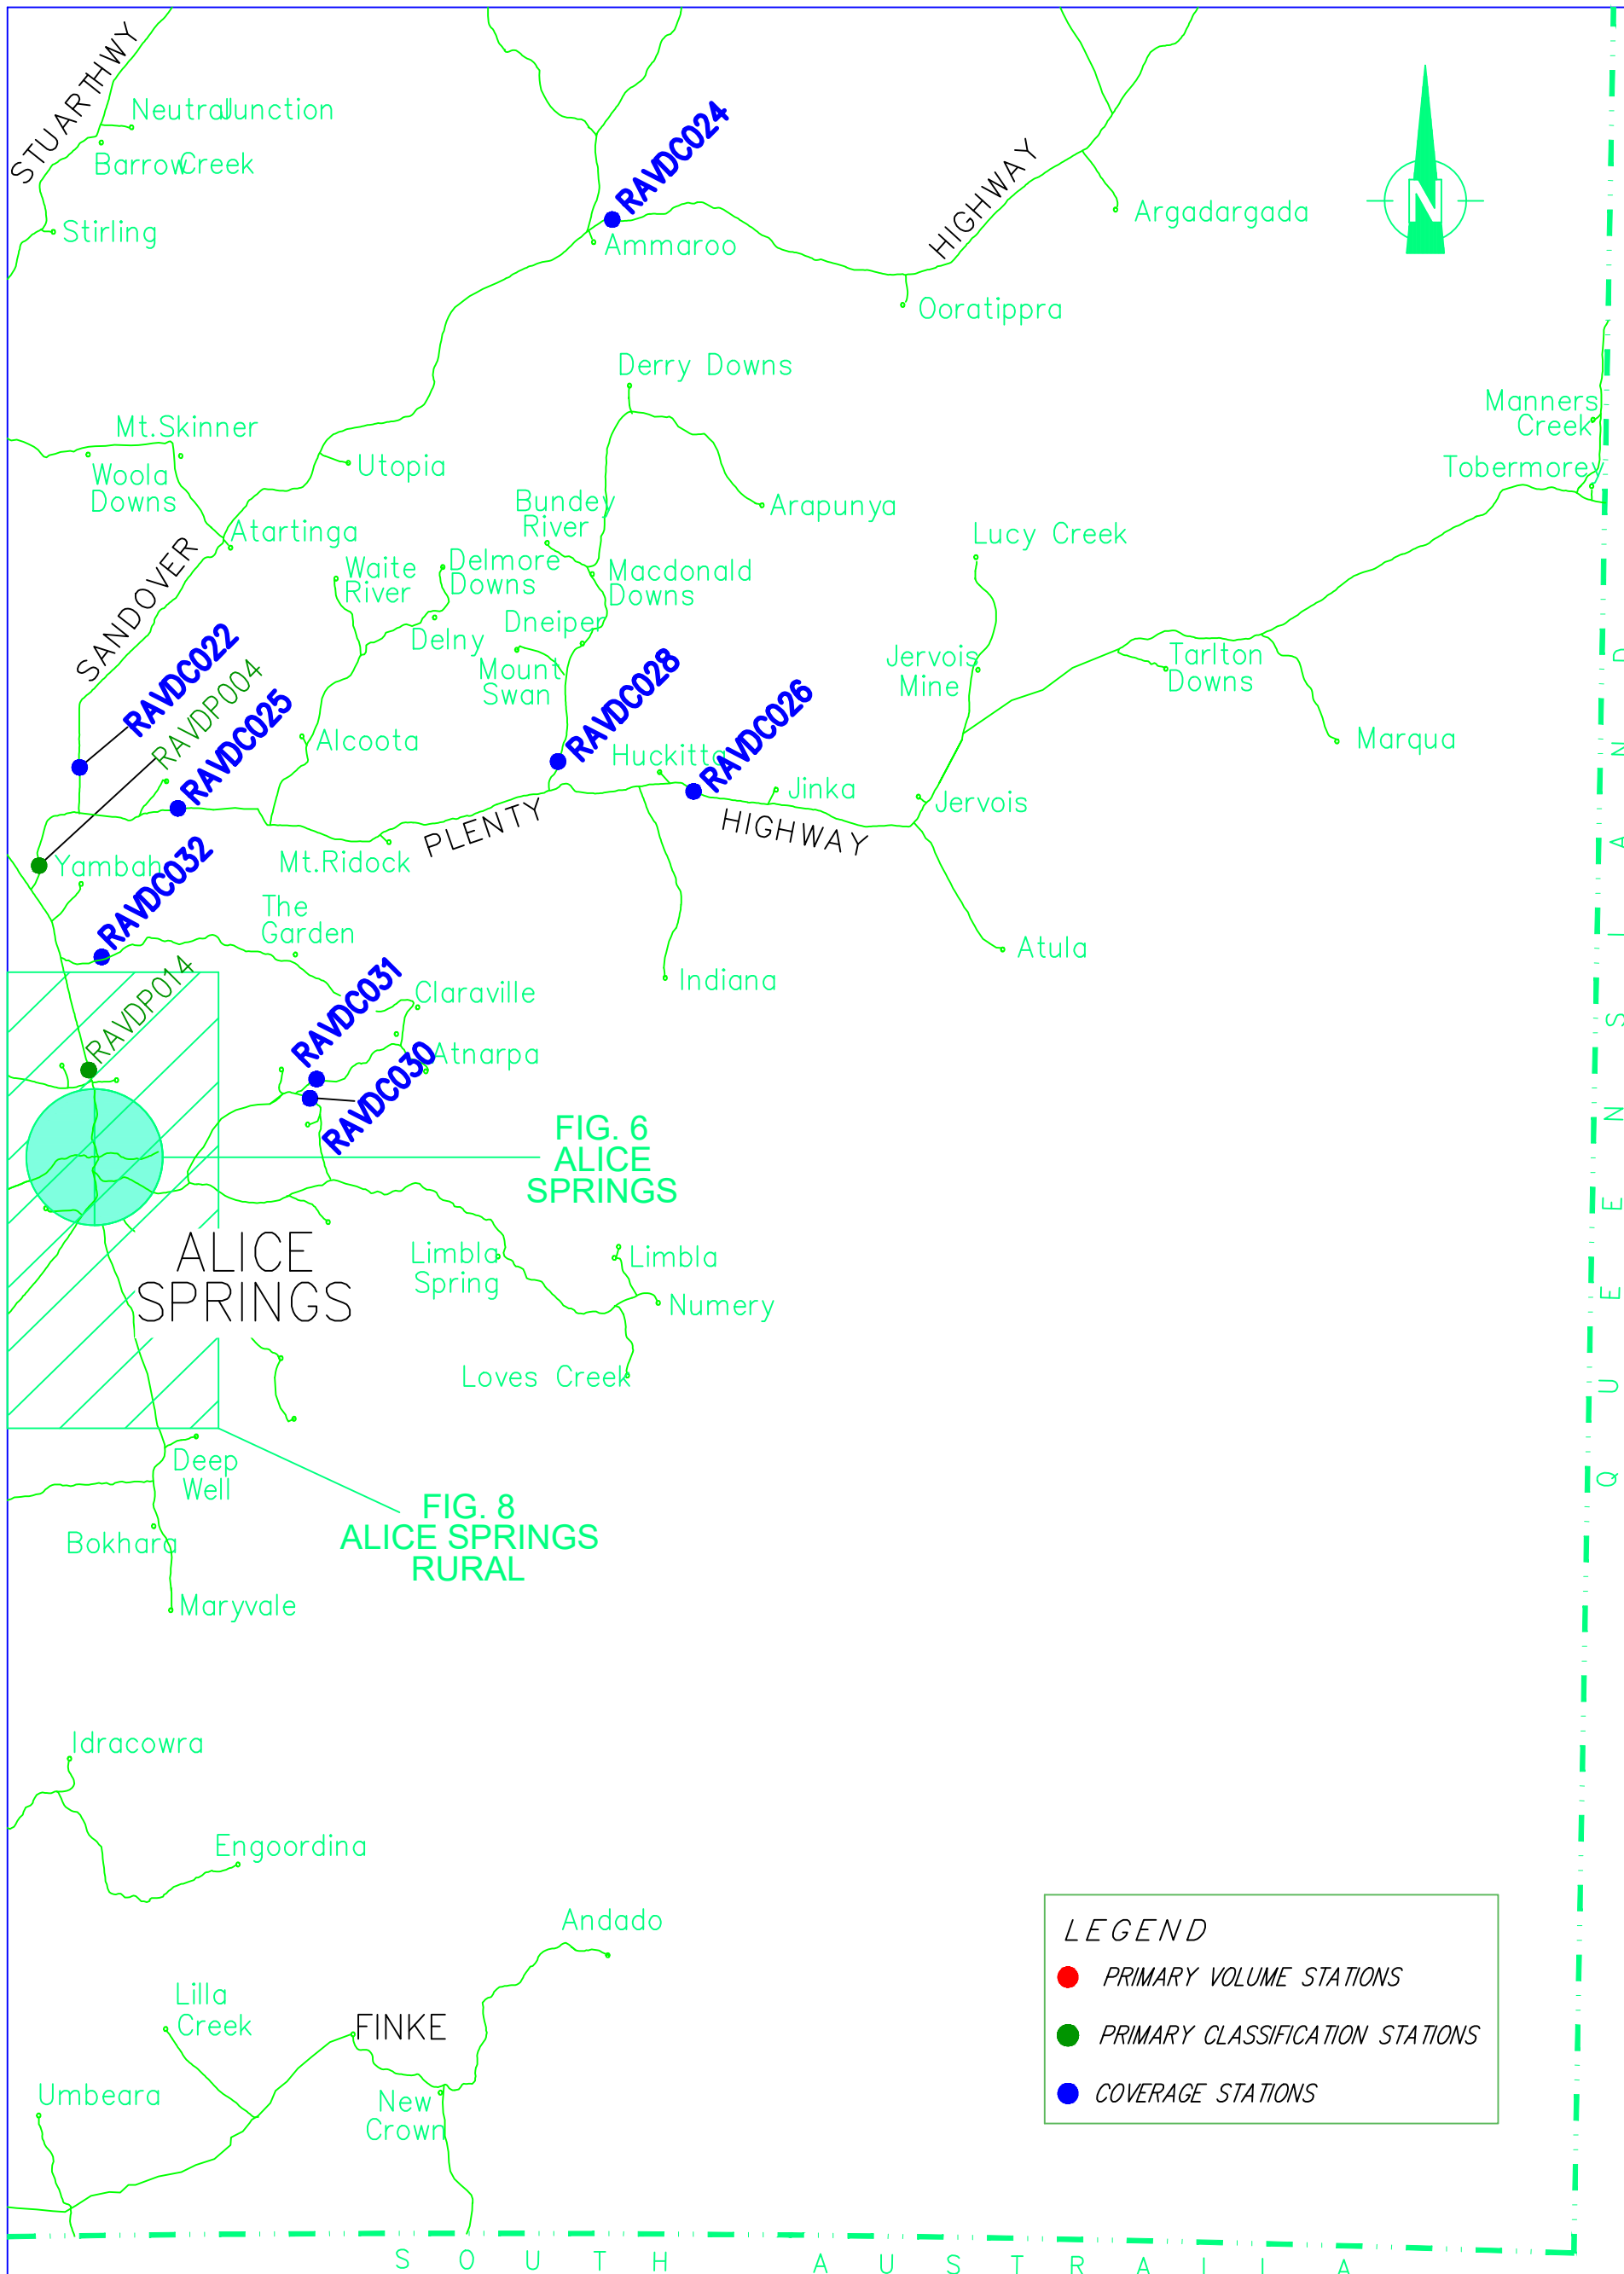 STUART HWY
Neutral Junction
Barrow Creek
Stirling
RAVDC024
Ammaroo
HIGHWAY
Argadargada
N
Ooratippra
Derry Downs
Manners
Creek
Mt.Skinner
Woola
Downs
Utopia
Tobermorey
Bundey
River
Arapunya
Atartinga
Lucy Creek
SANDOVER
Waite
River
Delmore
Downs
Macdonald
Downs
Delny
Dneiper
Mount
Swan
Jervois
Mine
Tarlton
Downs
RAVDC022
RAVDP004
RAVDC025
RAVDC028
RAVDC026
Alcoota
Huckitta
Jinka
Marqua
Jervois
PLENTY
HIGHWAY
Yambah
Mt.Ridock
RAVDC032
The
Garden
Atula
Indiana
RAVDP014
RAVDC031
Claraville
Atnarpa
RAVDC030
FIG. 6
ALICE
SPRINGS
ALICE
SPRINGS
Limbla
Spring
Limbla
Numery
Loves Creek
Deep
Well
FIG. 8
ALICE SPRINGS
RURAL
Bokhara
Maryvale
Idracowra
Engoordina
Andado
Lilla
Creek
FINKE
Umbeara
New
Crown
LEGEND
PRIMARY VOLUME STATIONS
PRIMARY CLASSIFICATION STATIONS
COVERAGE STATIONS
QUEENSLAND
SOUTH AUSTRALIA